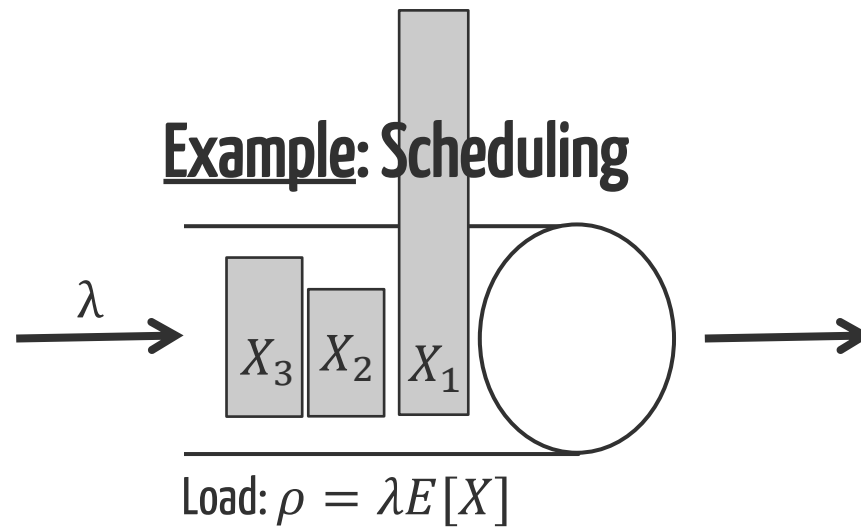 Example: Scheduling
λ
X₃ X₂ X₁
Load: ρ = λE[X]